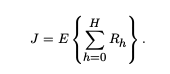 J = E { ∑_{h=0}^{H} R_h } .